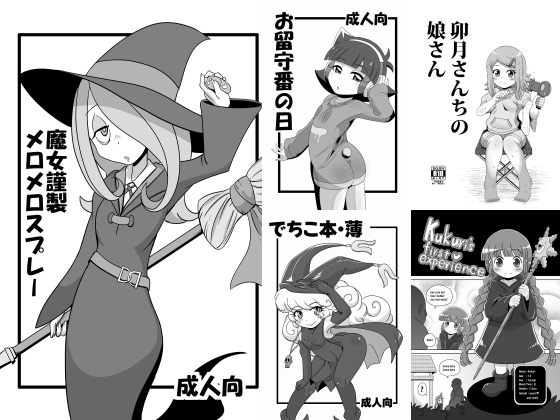 魔女謹製
メロメロスプレー
成人向
成人向
お留守番の日
卯月さんちの
娘さん
R18
でちこ本・薄
成人向
Kukuri's
first
experience
?